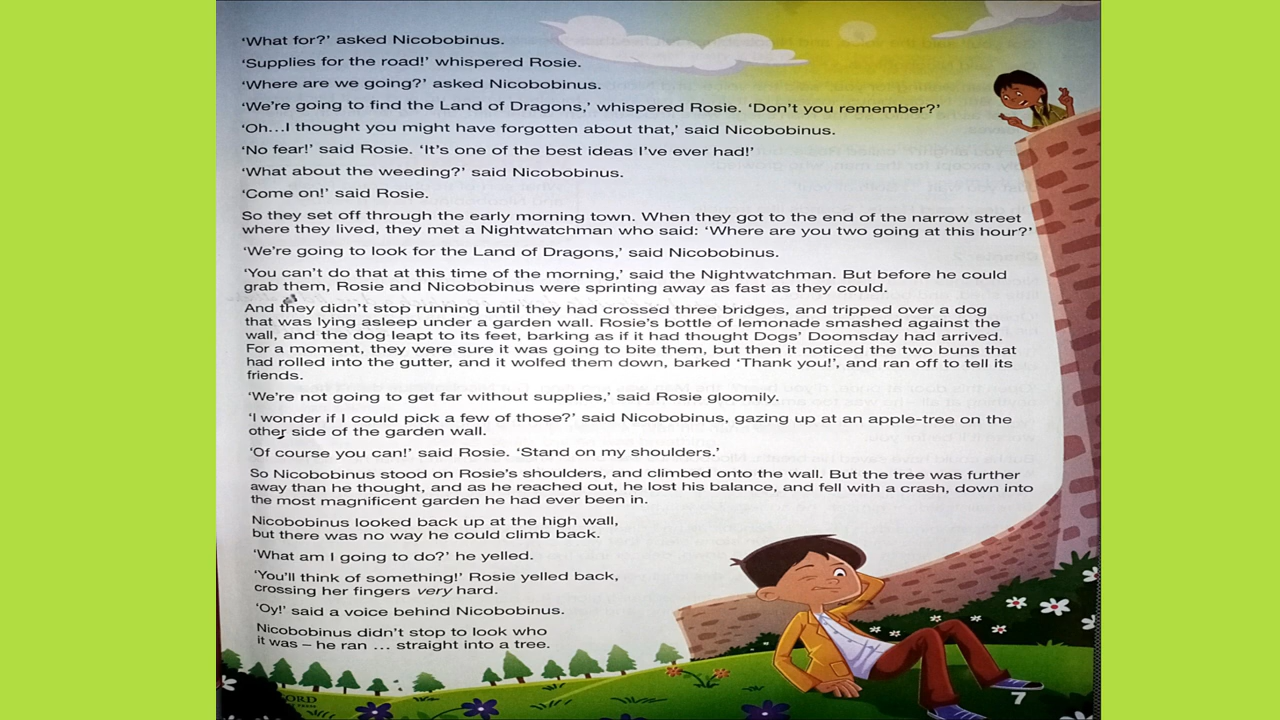 ‘What for?’ asked Nicobobinus.
‘Supplies for the road!’ whispered Rosie.
‘Where are we going?’ asked Nicobobinus.
‘We’re going to find the Land of Dragons,’ whispered Rosie. ‘Don’t you remember?’
‘Oh...I thought you might have forgotten about that,’ said Nicobobinus.
‘No fear!’ said Rosie. ‘It’s one of the best ideas I’ve ever had!’
‘What about the weeding?’ said Nicobobinus.
‘Come on!’ said Rosie.
So they set off through the early morning town. When they got to the end of the narrow street
where they lived, they met a Nightwatchman who said: ‘Where are you two going at this hour?’
‘We’re going to look for the Land of Dragons,’ said Nicobobinus.
‘You can’t do that at this time of the morning,’ said the Nightwatchman. But before he could
grab them, Rosie and Nicobobinus were sprinting away as fast as they could.
And they didn’t stop running until they had crossed three bridges, and tripped over a dog
that was lying asleep under a garden wall. Rosie’s bottle of lemonade smashed against the
wall, and the dog leapt to its feet, barking as if it had thought Dogs’ Doomsday had arrived.
For a moment, they were sure it was going to bite them, but then it noticed the two buns that
had rolled into the gutter, and it wolfed them down, barked ‘Thank you!’, and ran off to tell its
friends.
‘We’re not going to get far without supplies,’ said Rosie gloomily.
‘I wonder if I could pick a few of those?’ said Nicobobinus, gazing up at an apple-tree on the
other side of the garden wall.
‘Of course you can!’ said Rosie. ‘Stand on my shoulders.’
So Nicobobinus stood on Rosie’s shoulders, and climbed onto the wall. But the tree was further
away than he thought, and as he reached out, he lost his balance, and fell with a crash, down into
the most magnificent garden he had ever been in.
Nicobobinus looked back up at the high wall,
but there was no way he could climb back.
‘What am I going to do?’ he yelled.
‘You’ll think of something!’ Rosie yelled back,
crossing her fingers very hard.
‘Oy!’ said a voice behind Nicobobinus.
Nicobobinus didn’t stop to look who
it was – he ran ... straight into a tree.
7